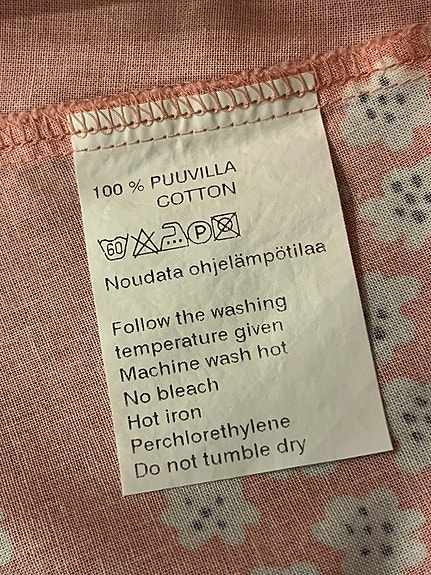 100 % PUUVILLA
COTTON
60 P
Noudata ohjelämpötilaa
Follow the washing
temperature given
Machine wash hot
No bleach
Hot iron
Perchlorethylene
Do not tumble dry